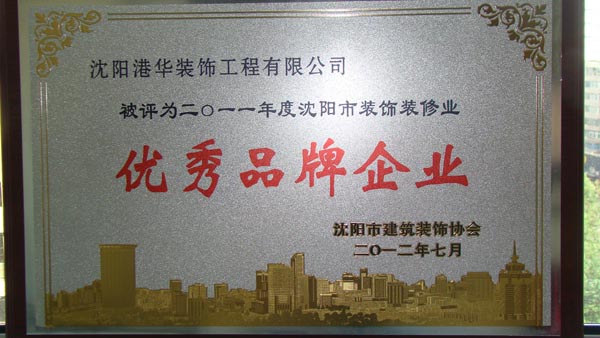 沈阳港华装饰工程有限公司
被评为二〇一一年度沈阳市装饰装修业
优秀品牌企业
沈阳市建筑装饰协会
二〇一二年七月